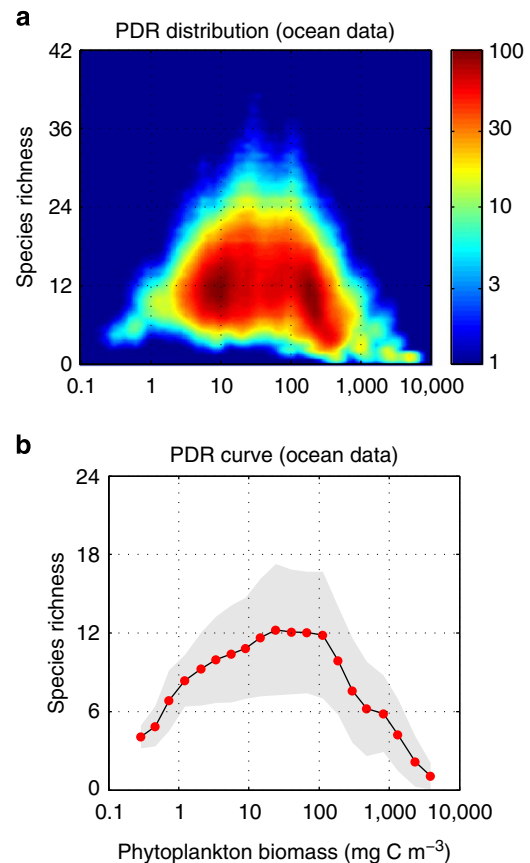 a
PDR distribution (ocean data)
42
36
24
12
0
Species richness
0.1 1 10 100 1,000 10,000
100
30
10
3
1
b
PDR curve (ocean data)
24
18
12
6
0
Species richness
0.1 1 10 100 1,000 10,000
Phytoplankton biomass (mg C m⁻³)